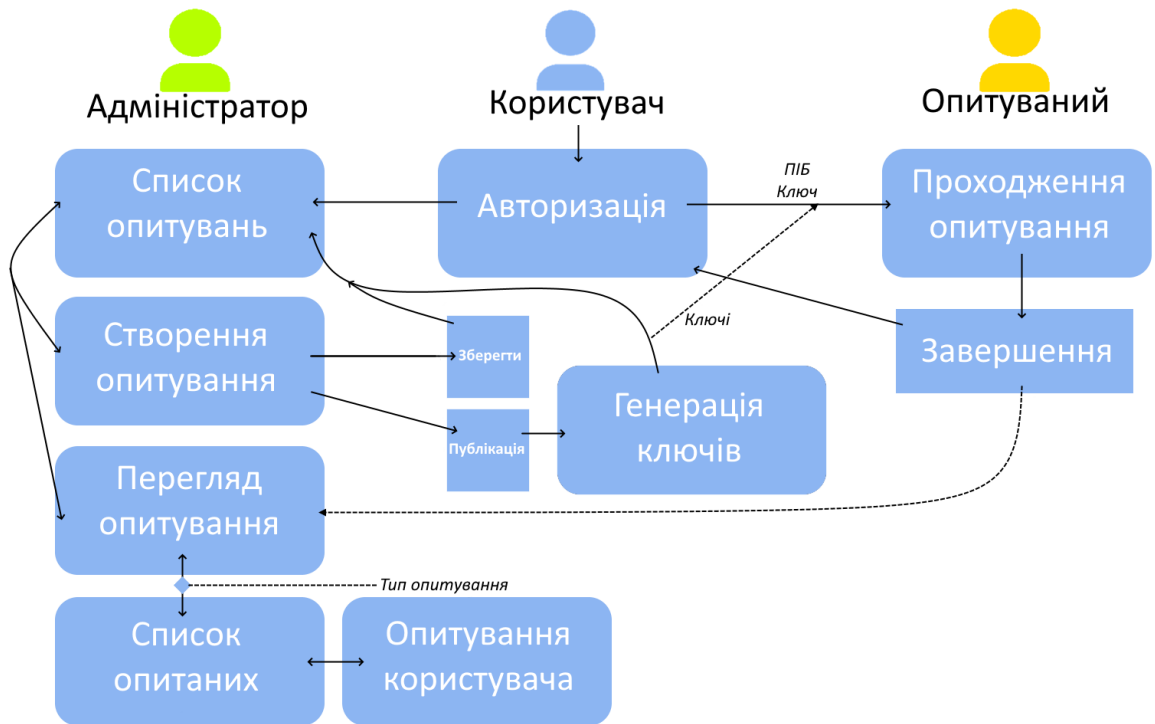 Адміністратор
Користувач
Опитуваний
Список
опитувань
Авторизація
ПІБ
Ключ
Проходження
опитування
Створення
опитування
Зберегти
Ключі
Завершення
Генерація
ключів
Публікація
Перегляд
опитування
Тип опитування
Список
опитаних
Опитування
користувача